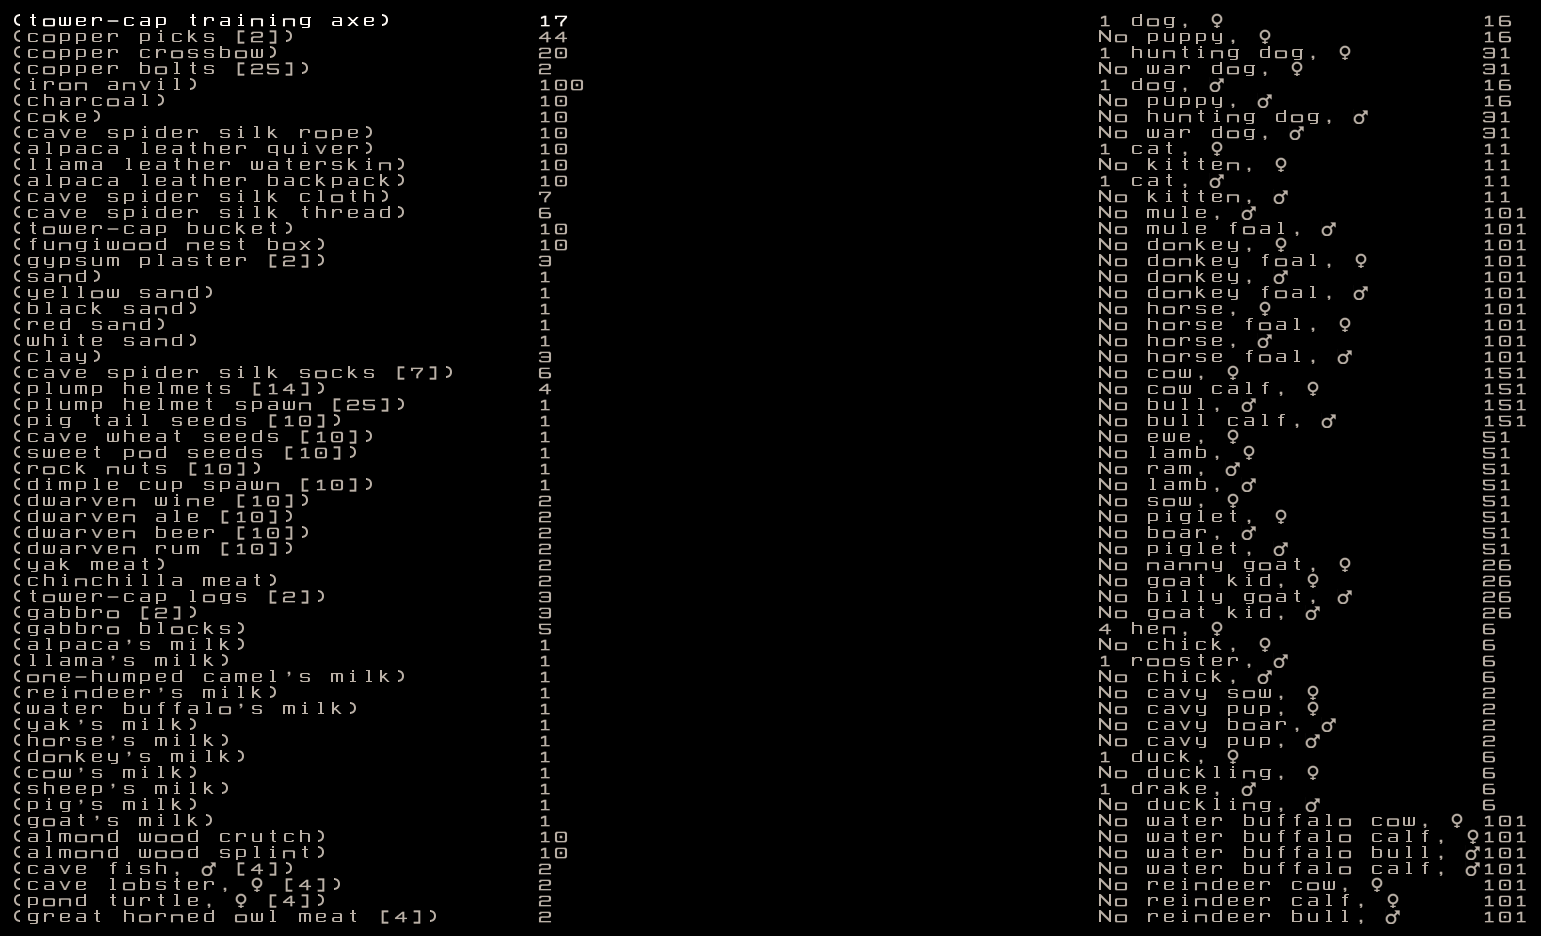 (tower-cap training axe) 17 1 dog, ♀ 16
(copper picks [2]) 44 No puppy, ♀ 16
(copper crossbow) 20 1 hunting dog, ♀ 31
(copper bolts [25]) 2 No war dog, ♀ 31
(iron anvil) 100 1 dog, ♂ 16
(charcoal) 10 No puppy, ♂ 16
(coke) 10 No hunting dog, ♂ 31
(cave spider silk rope) 10 No war dog, ♂ 31
(alpaca leather quiver) 10 1 cat, ♀ 11
(llama leather waterskin) 10 No kitten, ♀ 11
(alpaca leather backpack) 10 1 cat, ♂ 11
(cave spider silk cloth) 7 No kitten, ♂ 11
(cave spider silk thread) 6 No mule, ♂ 101
(tower-cap bucket) 10 No mule foal, ♂ 101
(fungiwood nest box) 10 No donkey, ♀ 101
(gypsum plaster [2]) 3 No donkey foal, ♀ 101
(sand) 1 No donkey, ♂ 101
(yellow sand) 1 No donkey foal, ♂ 101
(black sand) 1 No horse, ♀ 101
(red sand) 1 No horse foal, ♀ 101
(white sand) 1 No horse, ♂ 101
(clay) 3 No horse foal, ♂ 101
(cave spider silk socks [7]) 6 No cow, ♀ 151
(plump helmets [14]) 4 No cow calf, ♀ 151
(plump helmet spawn [25]) 1 No bull, ♂ 151
(pig tail seeds [10]) 1 No bull calf, ♂ 151
(cave wheat seeds [10]) 1 No ewe, ♀ 51
(sweet pod seeds [10]) 1 No lamb, ♀ 51
(rock nuts [10]) 1 No ram, ♂ 51
(dimple cup spawn [10]) 1 No lamb, ♂ 51
(dwarven wine [10]) 2 No sow, ♀ 51
(dwarven ale [10]) 2 No piglet, ♀ 51
(dwarven beer [10]) 2 No boar, ♂ 51
(dwarven rum [10]) 2 No piglet, ♂ 51
(yak meat) 2 No nanny goat, ♀ 26
(chinchilla meat) 2 No goat kid, ♀ 26
(tower-cap logs [2]) 3 No billy goat, ♂ 26
(gabbro [2]) 3 No goat kid, ♂ 26
(gabbro blocks) 5 4 hen, ♀ 6
(alpaca's milk) 1 No chick, ♀ 6
(llama's milk) 1 1 rooster, ♂ 6
(one-humped camel's milk) 1 No chick, ♂ 6
(reindeer's milk) 1 No cavy sow, ♀ 2
(water buffalo's milk) 1 No cavy pup, ♀ 2
(yak's milk) 1 No cavy boar, ♂ 2
(horse's milk) 1 No cavy pup, ♂ 2
(donkey's milk) 1 1 duck, ♀ 6
(cow's milk) 1 No duckling, ♀ 6
(sheep's milk) 1 1 drake, ♂ 6
(pig's milk) 1 No duckling, ♂ 6
(goat's milk) 1 No water buffalo cow, ♀ 101
(almond wood crutch) 10 No water buffalo calf, ♀ 101
(almond wood splint) 10 No water buffalo bull, ♂ 101
(cave fish, ♂ [4]) 2 No water buffalo calf, ♂ 101
(cave lobster, ♀ [4]) 2 No reindeer cow, ♀ 101
(pond turtle, ♀ [4]) 2 No reindeer calf, ♀ 101
(great horned owl meat [4]) 2 No reindeer bull, ♂ 101